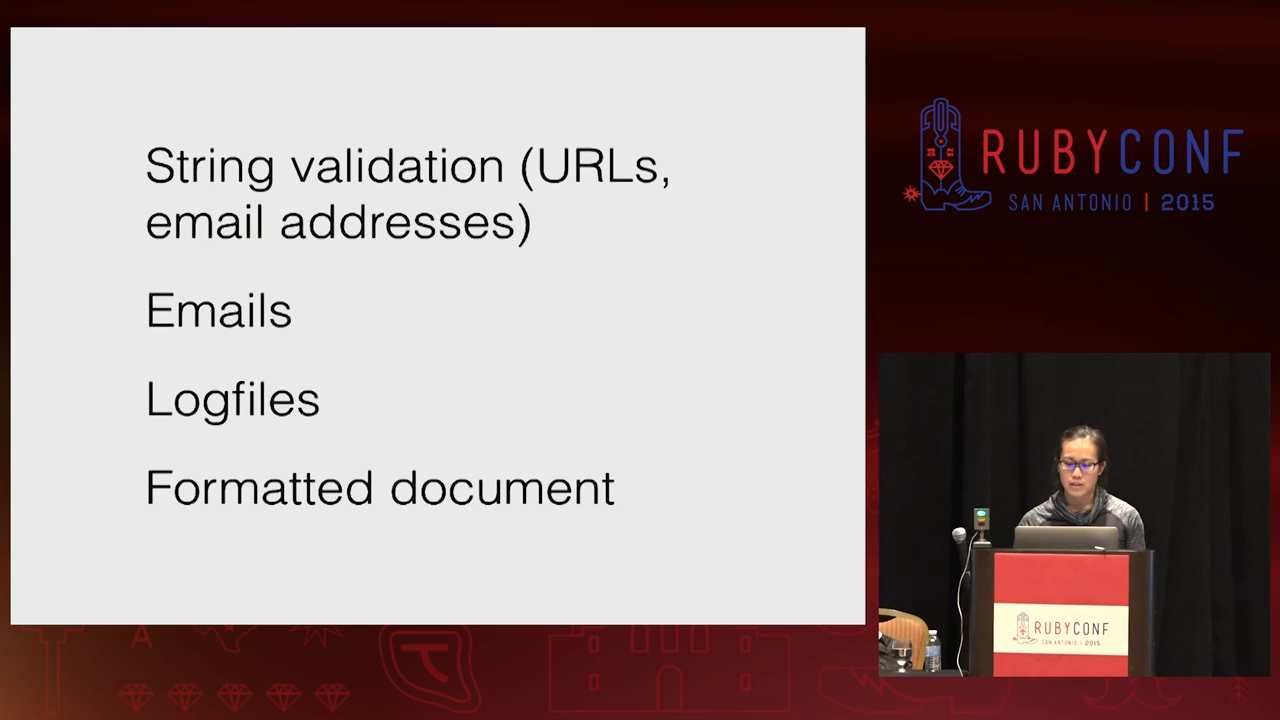 String validation (URLs,
email addresses)
Emails
Logfiles
Formatted document
RUBYCONF
SAN ANTONIO | 2015
RUBYCONF
SAN ANTONIO | 2015